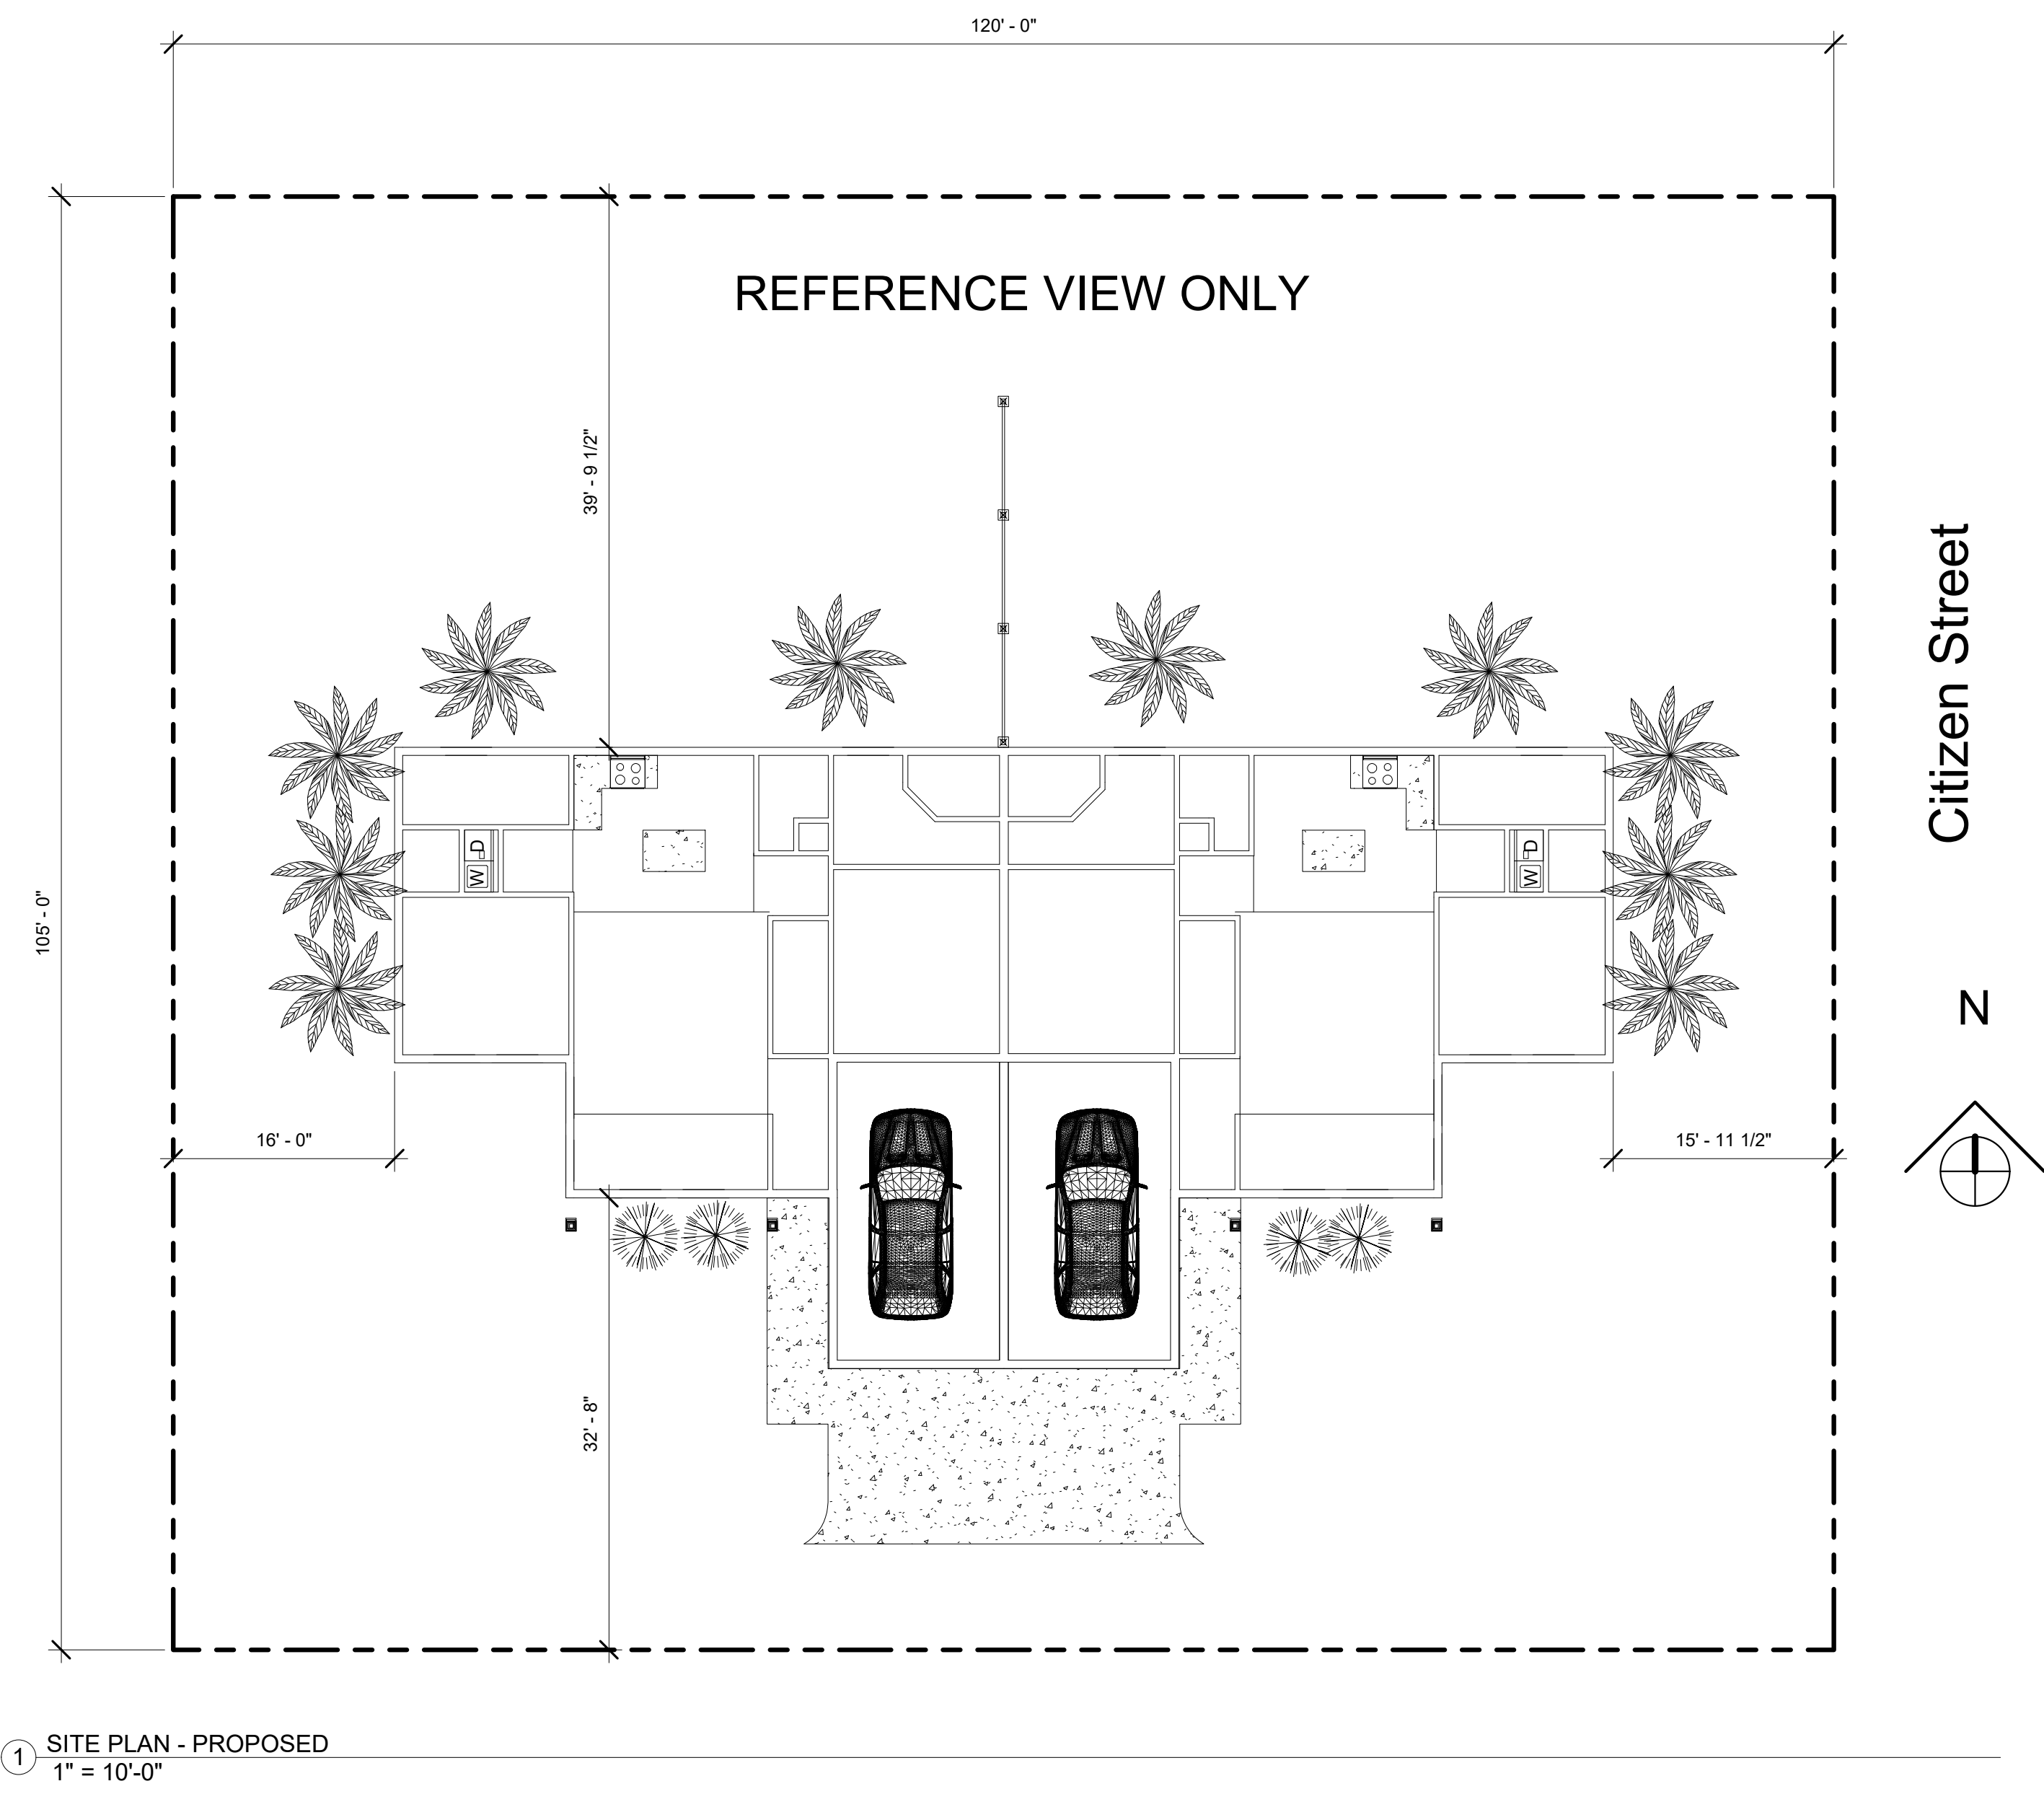 120' - 0"
REFERENCE VIEW ONLY
39' - 9 1/2"
Citizen Street
105' - 0"
D
W
D
W
N
16' - 0"
15' - 11 1/2"
32' - 8"
1
SITE PLAN - PROPOSED
1" = 10'-0"